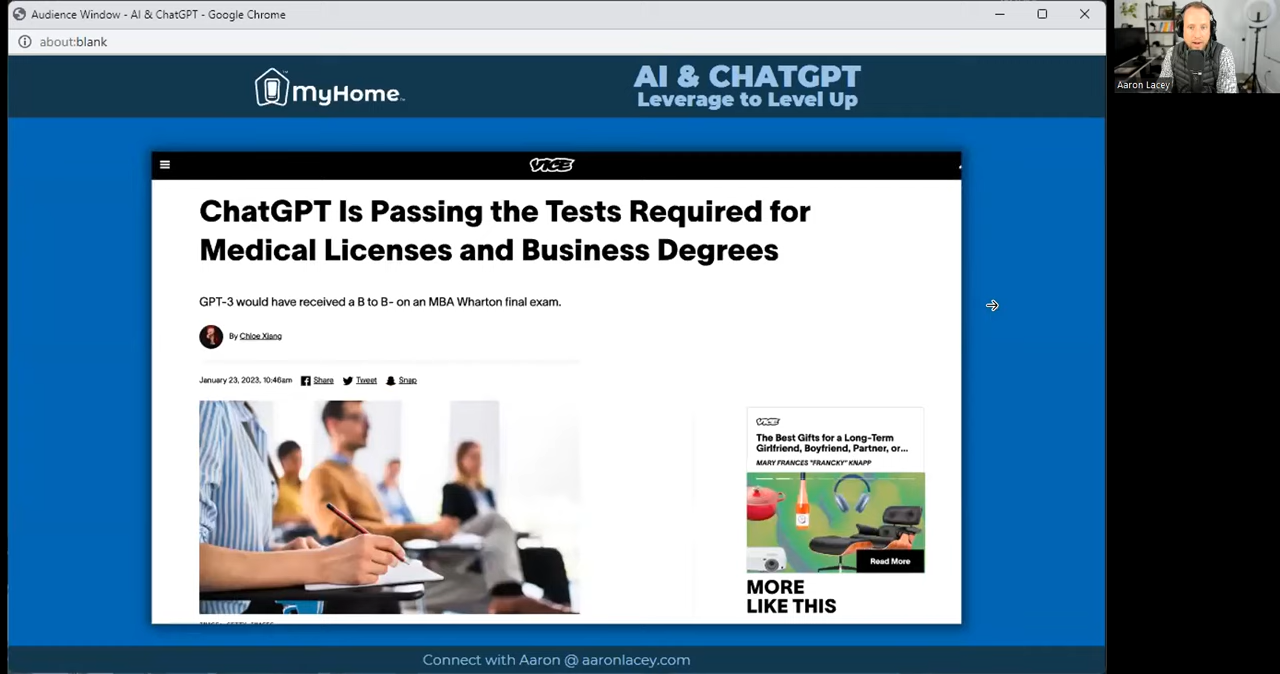 Audience Window - AI & ChatGPT - Google Chrome
about:blank
Aaron Lacey
MyHome
AI & CHATGPT
Leverage to Level Up
VICE
ChatGPT Is Passing the Tests Required for
Medical Licenses and Business Degrees
GPT-3 would have received a B to B- on an MBA Wharton final exam.
By Chloe Xiang
January 23, 2023, 10:46am Share Tweet Snap
VICE
The Best Gifts for a Long-Term
Girlfriend, Boyfriend, Partner, or...
MARY FRANCES "FRANCKY" KNAPP
Read More
MORE
LIKE THIS
Connect with Aaron @ aaronlacey.com